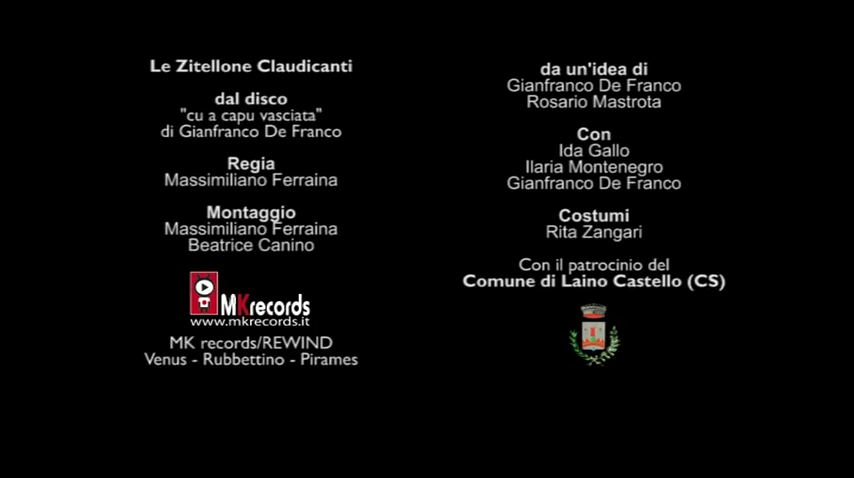 Le Zitellone Claudicanti
dal disco
"cu a capu vasciata"
di Gianfranco De Franco
Regia
Massimiliano Ferraina
Montaggio
Massimiliano Ferraina
Beatrice Canino
MKrecords
www.mkrecords.it
MK records/REWIND
Venus - Rubbettino - Pirames
da un'idea di
Gianfranco De Franco
Rosario Mastrota
Con
Ida Gallo
Ilaria Montenegro
Gianfranco De Franco
Costumi
Rita Zangari
Con il patrocinio del
Comune di Laino Castello (CS)